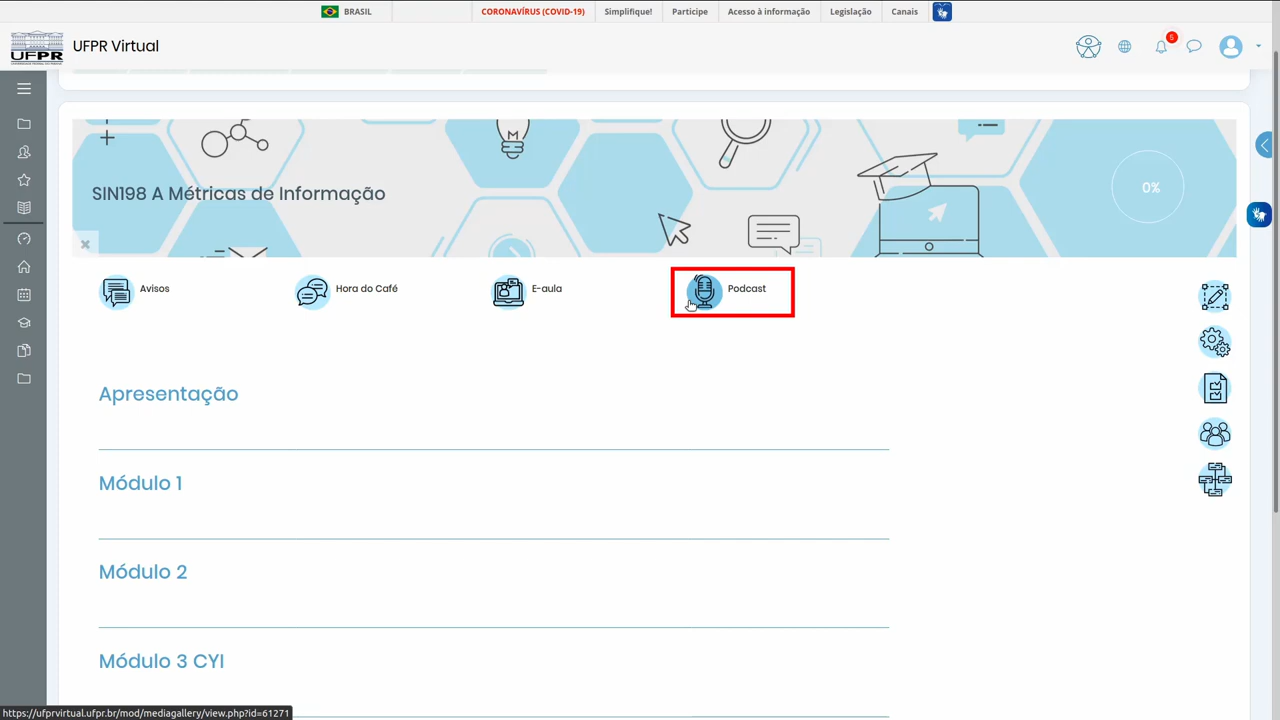 BRASIL
CORONAVÍRUS (COVID-19)
Simplifique!
Participe
Acesso à informação
Legislação
Canais
UFPR
UFPR Virtual
5
SIN198 A Métricas de Informação
M
0%
Avisos
Hora do Café
E-aula
Podcast
Apresentação
Módulo 1
Módulo 2
Módulo 3 CYI
https://ufprvirtual.ufpr.br/mod/mediagallery/view.php?id=61271